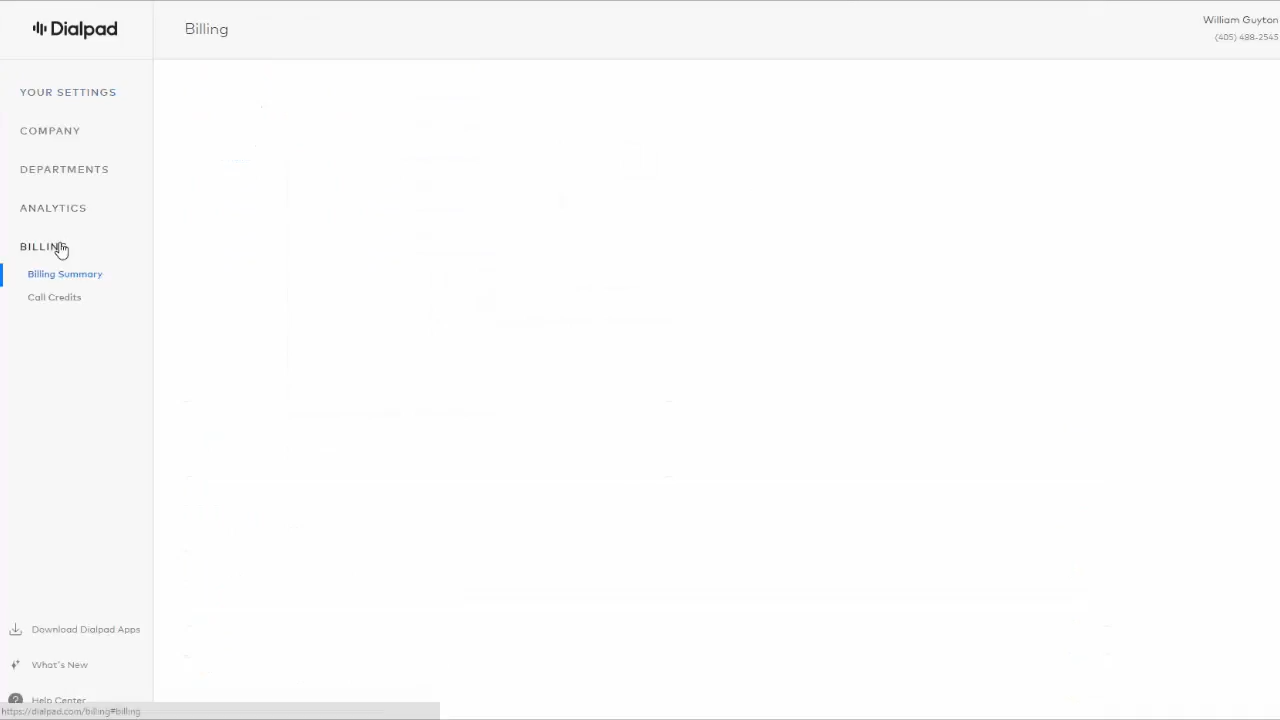 Dialpad
Billing
William Guyton
(405) 488-2545
YOUR SETTINGS
COMPANY
DEPARTMENTS
ANALYTICS
BILLING
Billing Summary
Call Credits
Download Dialpad Apps
What's New
Help Center
https://dialpad.com/billing#billing